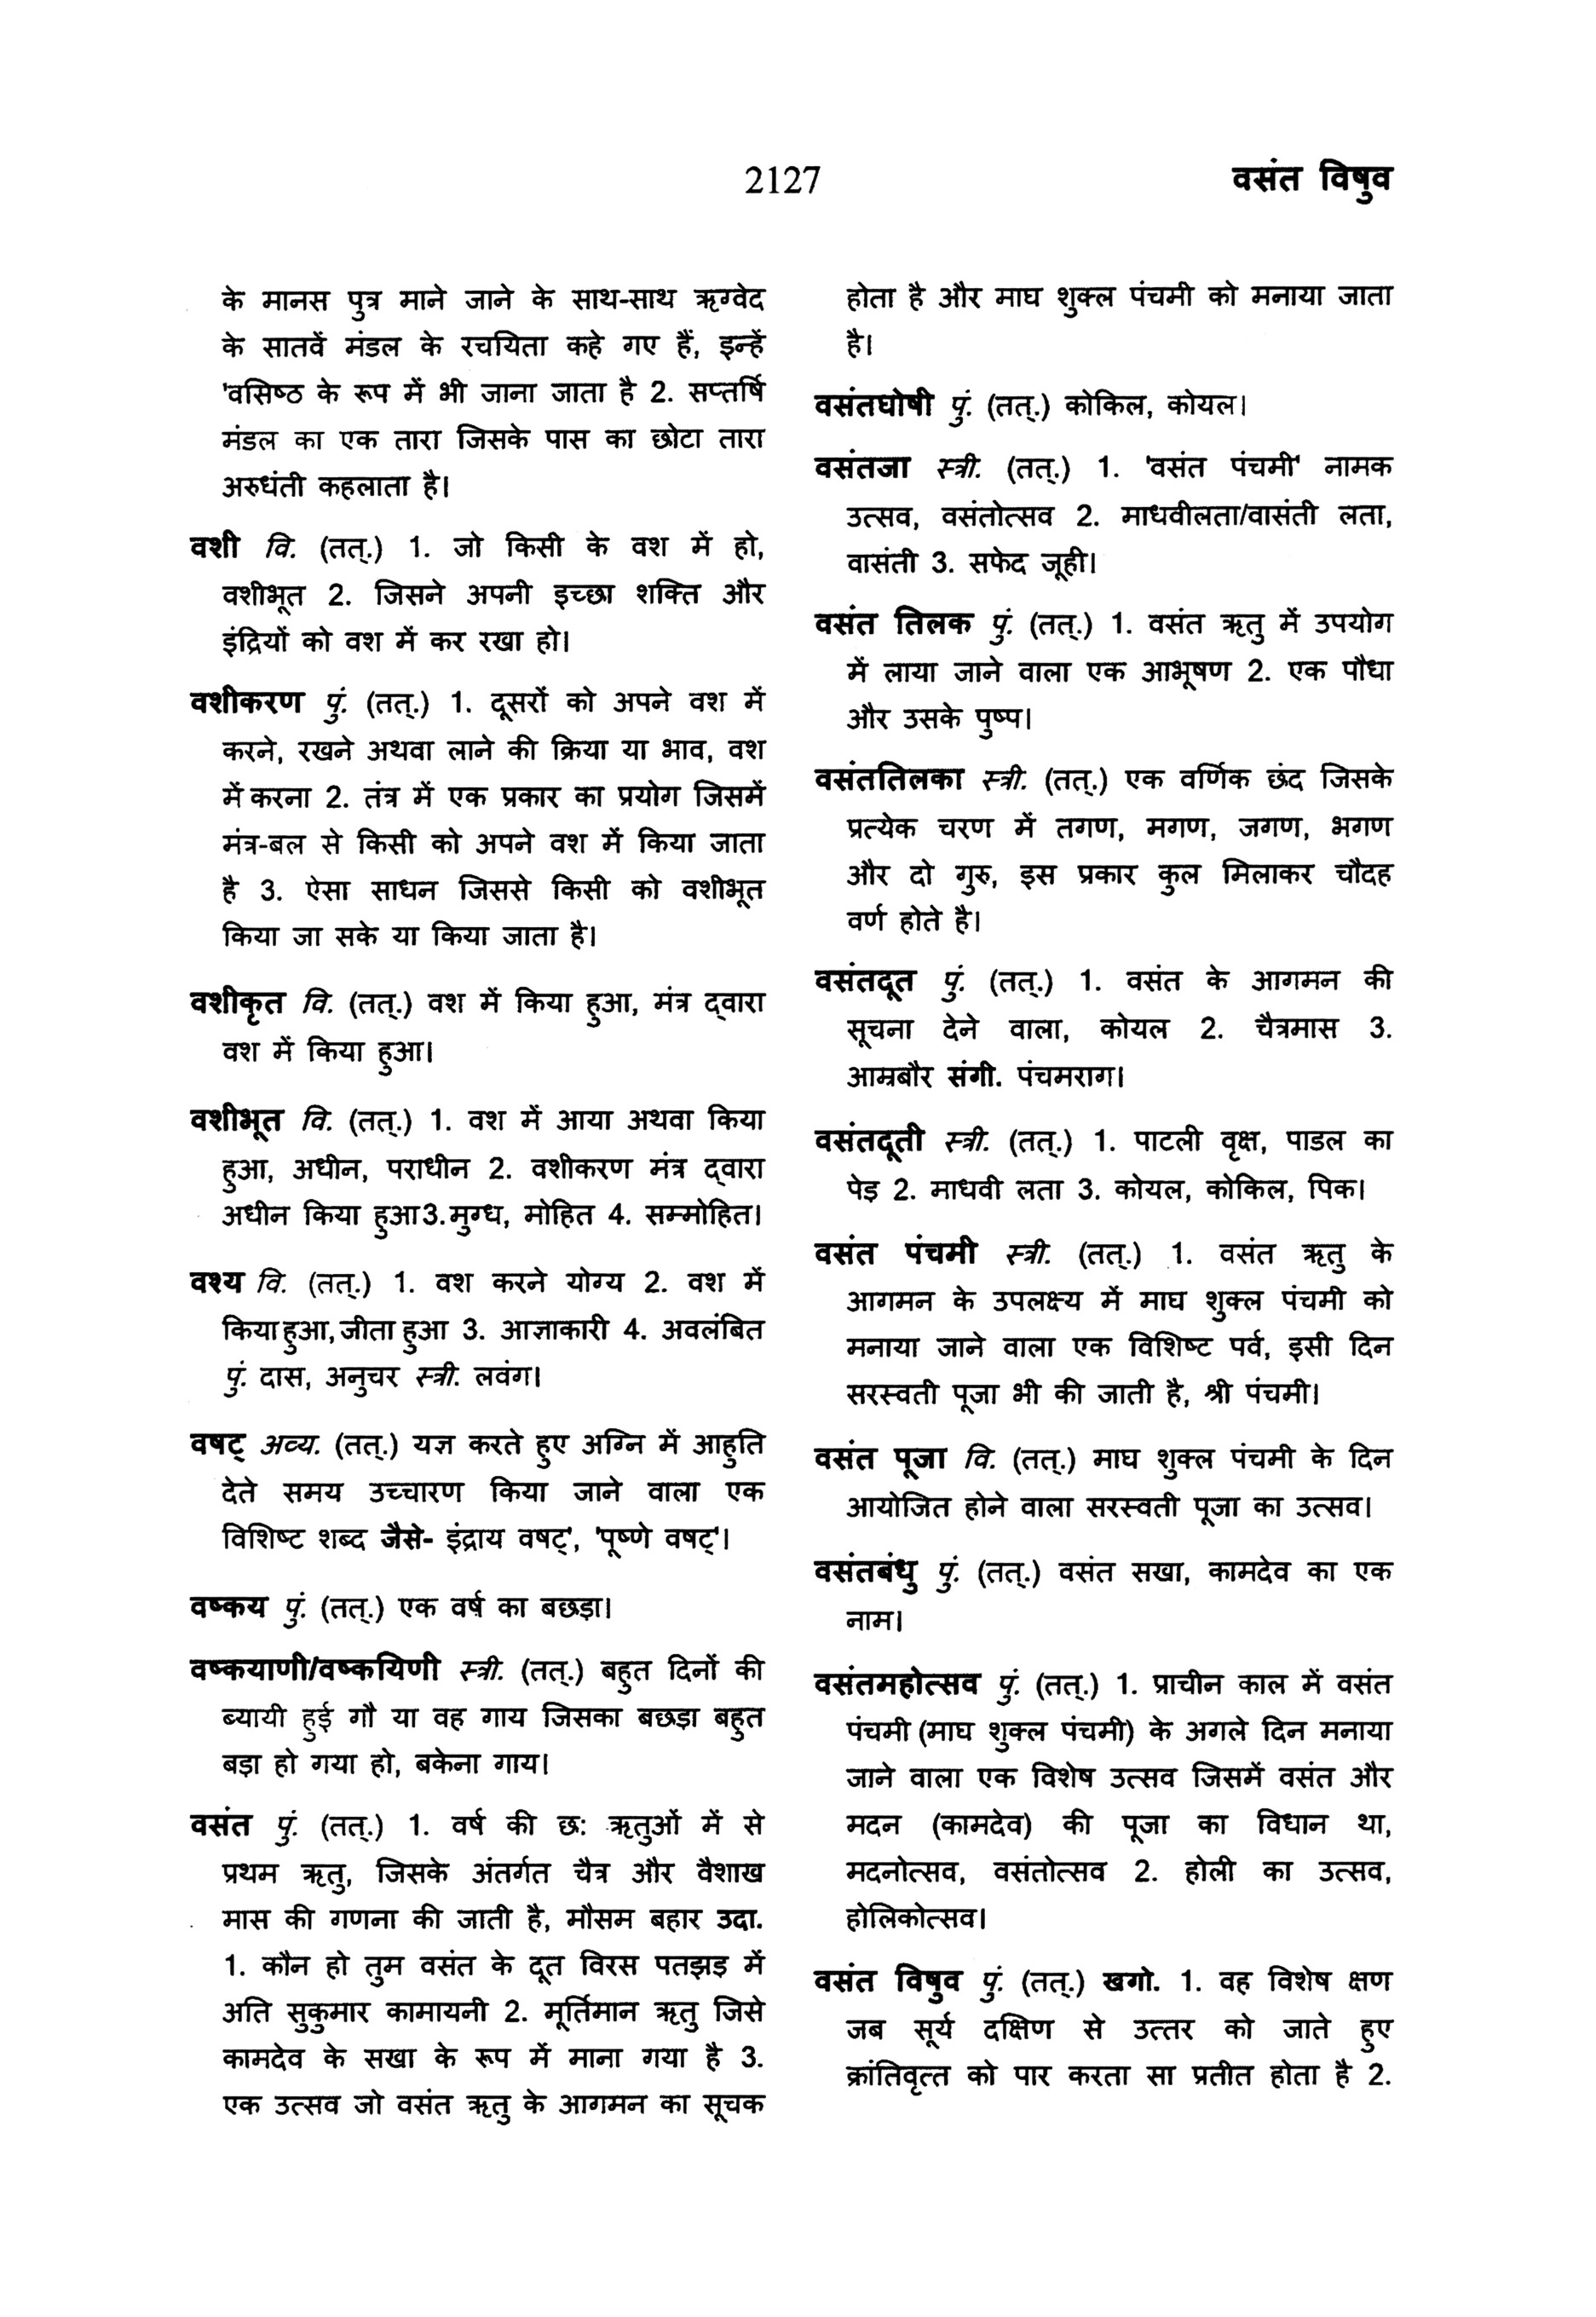 2127
वसंत विषुव
के मानस पुत्र माने जाने के साथ-साथ ऋग्वेद
के सातवें मंडल के रचयिता कहे गए हैं, इन्हें
'वसिष्ठ के रूप में भी जाना जाता है 2. सप्तर्षि
मंडल का एक तारा जिसके पास का छोटा तारा
अरुधंती कहलाता है।
वशी वि. (तत्.) 1. जो किसी के वश में हो,
वशीभूत 2. जिसने अपनी इच्छा शक्ति और
इंद्रियों को वश में कर रखा हो।
वशीकरण पुं. (तत्.) 1. दूसरों को अपने वश में
करने, रखने अथवा लाने की क्रिया या भाव, वश
में करना 2. तंत्र में एक प्रकार का प्रयोग जिसमें
मंत्र-बल से किसी को अपने वश में किया जाता
है 3. ऐसा साधन जिससे किसी को वशीभूत
किया जा सके या किया जाता है।
वशीकृत वि. (तत्.) वश में किया हुआ, मंत्र द्वारा
वश में किया हुआ।
वशीभूत वि. (तत्.) 1. वश में आया अथवा किया
हुआ, अधीन, पराधीन 2. वशीकरण मंत्र द्वारा
अधीन किया हुआ3.मुग्ध, मोहित 4. सम्मोहित।
वश्य वि. (तत्.) 1. वश करने योग्य 2. वश में
किया हुआ, जीता हुआ 3. आज्ञाकारी 4. अवलंबित
पुं. दास, अनुचर स्त्री. लवंग।
वषट् अव्य. (तत्.) यज्ञ करते हुए अग्नि में आहुति
देते समय उच्चारण किया जाने वाला एक
विशिष्ट शब्द जैसे- इंद्राय वषट्', 'पूष्णे वषट्'।
वष्कय पुं. (तत्.) एक वर्ष का बछड़ा।
वष्कयाणी/वष्कयिणी स्त्री. (तत्.) बहुत दिनों की
ब्यायी हुई गौ या वह गाय जिसका बछड़ा बहुत
बड़ा हो गया हो, बकेना गाय।
वसंत पुं. (तत्.) 1. वर्ष की छ: ऋतुओं में से
प्रथम ऋतु, जिसके अंतर्गत चैत्र और वैशाख
मास की गणना की जाती है, मौसम बहार उदा.
1. कौन हो तुम वसंत के दूत विरस पतझड़ में
अति सुकुमार कामायनी 2. मूर्तिमान ऋतु जिसे
कामदेव के सखा के रूप में माना गया है 3.
एक उत्सव जो वसंत ऋतु के आगमन का सूचक
होता है और माघ शुक्ल पंचमी को मनाया जाता
है।
वसंतघोषी पुं. (तत्.) कोकिल, कोयल।
वसंतजा स्त्री. (तत्.) 1. 'वसंत पंचमी' नामक
उत्सव, वसंतोत्सव 2. माधवीलता/वासंती लता,
वासंती 3. सफेद जूही।
वसंत तिलक पुं. (तत्.) 1. वसंत ऋतु में उपयोग
में लाया जाने वाला एक आभूषण 2. एक पौधा
और उसके पुष्प।
वसंततिलका स्त्री. (तत्.) एक वर्णिक छंद जिसके
प्रत्येक चरण में तगण, मगण, जगण, भगण
और दो गुरु, इस प्रकार कुल मिलाकर चौदह
वर्ण होते है।
वसंतदूत पुं. (तत्.) 1. वसंत के आगमन की
सूचना देने वाला, कोयल 2. चैत्रमास 3.
आम्रबौर संगी. पंचमराग।
वसंतदूती स्त्री. (तत्.) 1. पाटली वृक्ष, पाडल का
पेड़ 2. माधवी लता 3. कोयल, कोकिल, पिक।
वसंत पंचमी स्त्री. (तत्.) 1. वसंत ऋतु के
आगमन के उपलक्ष्य में माघ शुक्ल पंचमी को
मनाया जाने वाला एक विशिष्ट पर्व, इसी दिन
सरस्वती पूजा भी की जाती है, श्री पंचमी।
वसंत पूजा वि. (तत्.) माघ शुक्ल पंचमी के दिन
आयोजित होने वाला सरस्वती पूजा का उत्सव।
वसंतबंधु पुं. (तत्.) वसंत सखा, कामदेव का एक
नाम।
वसंतमहोत्सव पुं. (तत्.) 1. प्राचीन काल में वसंत
पंचमी (माघ शुक्ल पंचमी) के अगले दिन मनाया
जाने वाला एक विशेष उत्सव जिसमें वसंत और
मदन (कामदेव) की पूजा का विधान था,
मदनोत्सव, वसंतोत्सव 2. होली का उत्सव,
होलिकोत्सव।
वसंत विषुव पुं. (तत्.) खगो. 1. वह विशेष क्षण
जब सूर्य दक्षिण से उत्तर को जाते हुए
क्रांतिवृत्त को पार करता सा प्रतीत होता है 2.